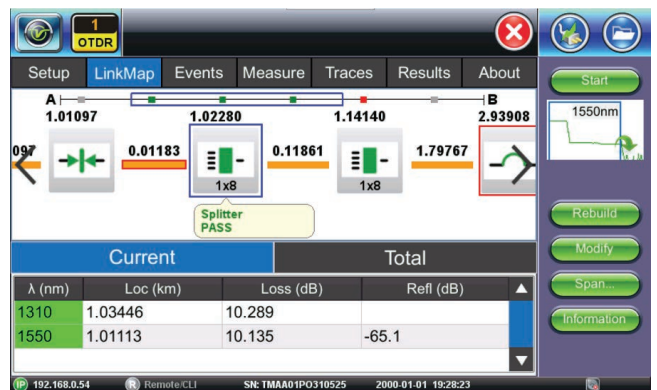 1
OTDR
Setup LinkMap Events Measure Traces Results About
Start
A B
1.01097 1.02280 1.14140 2.93908
1550nm
097 0.01183 0.11861 1.79767
1x8 1x8
Splitter
PASS
Rebuild
Current Total
Modify
λ (nm) Loc (km) Loss (dB) Refl (dB)
Span...
1310 1.03446 10.289
Information
1550 1.01113 10.135 -65.1
IP 192.168.0.54 R Remote/CLI SN: TMAA01PO310525 2000-01-01 19:28:23